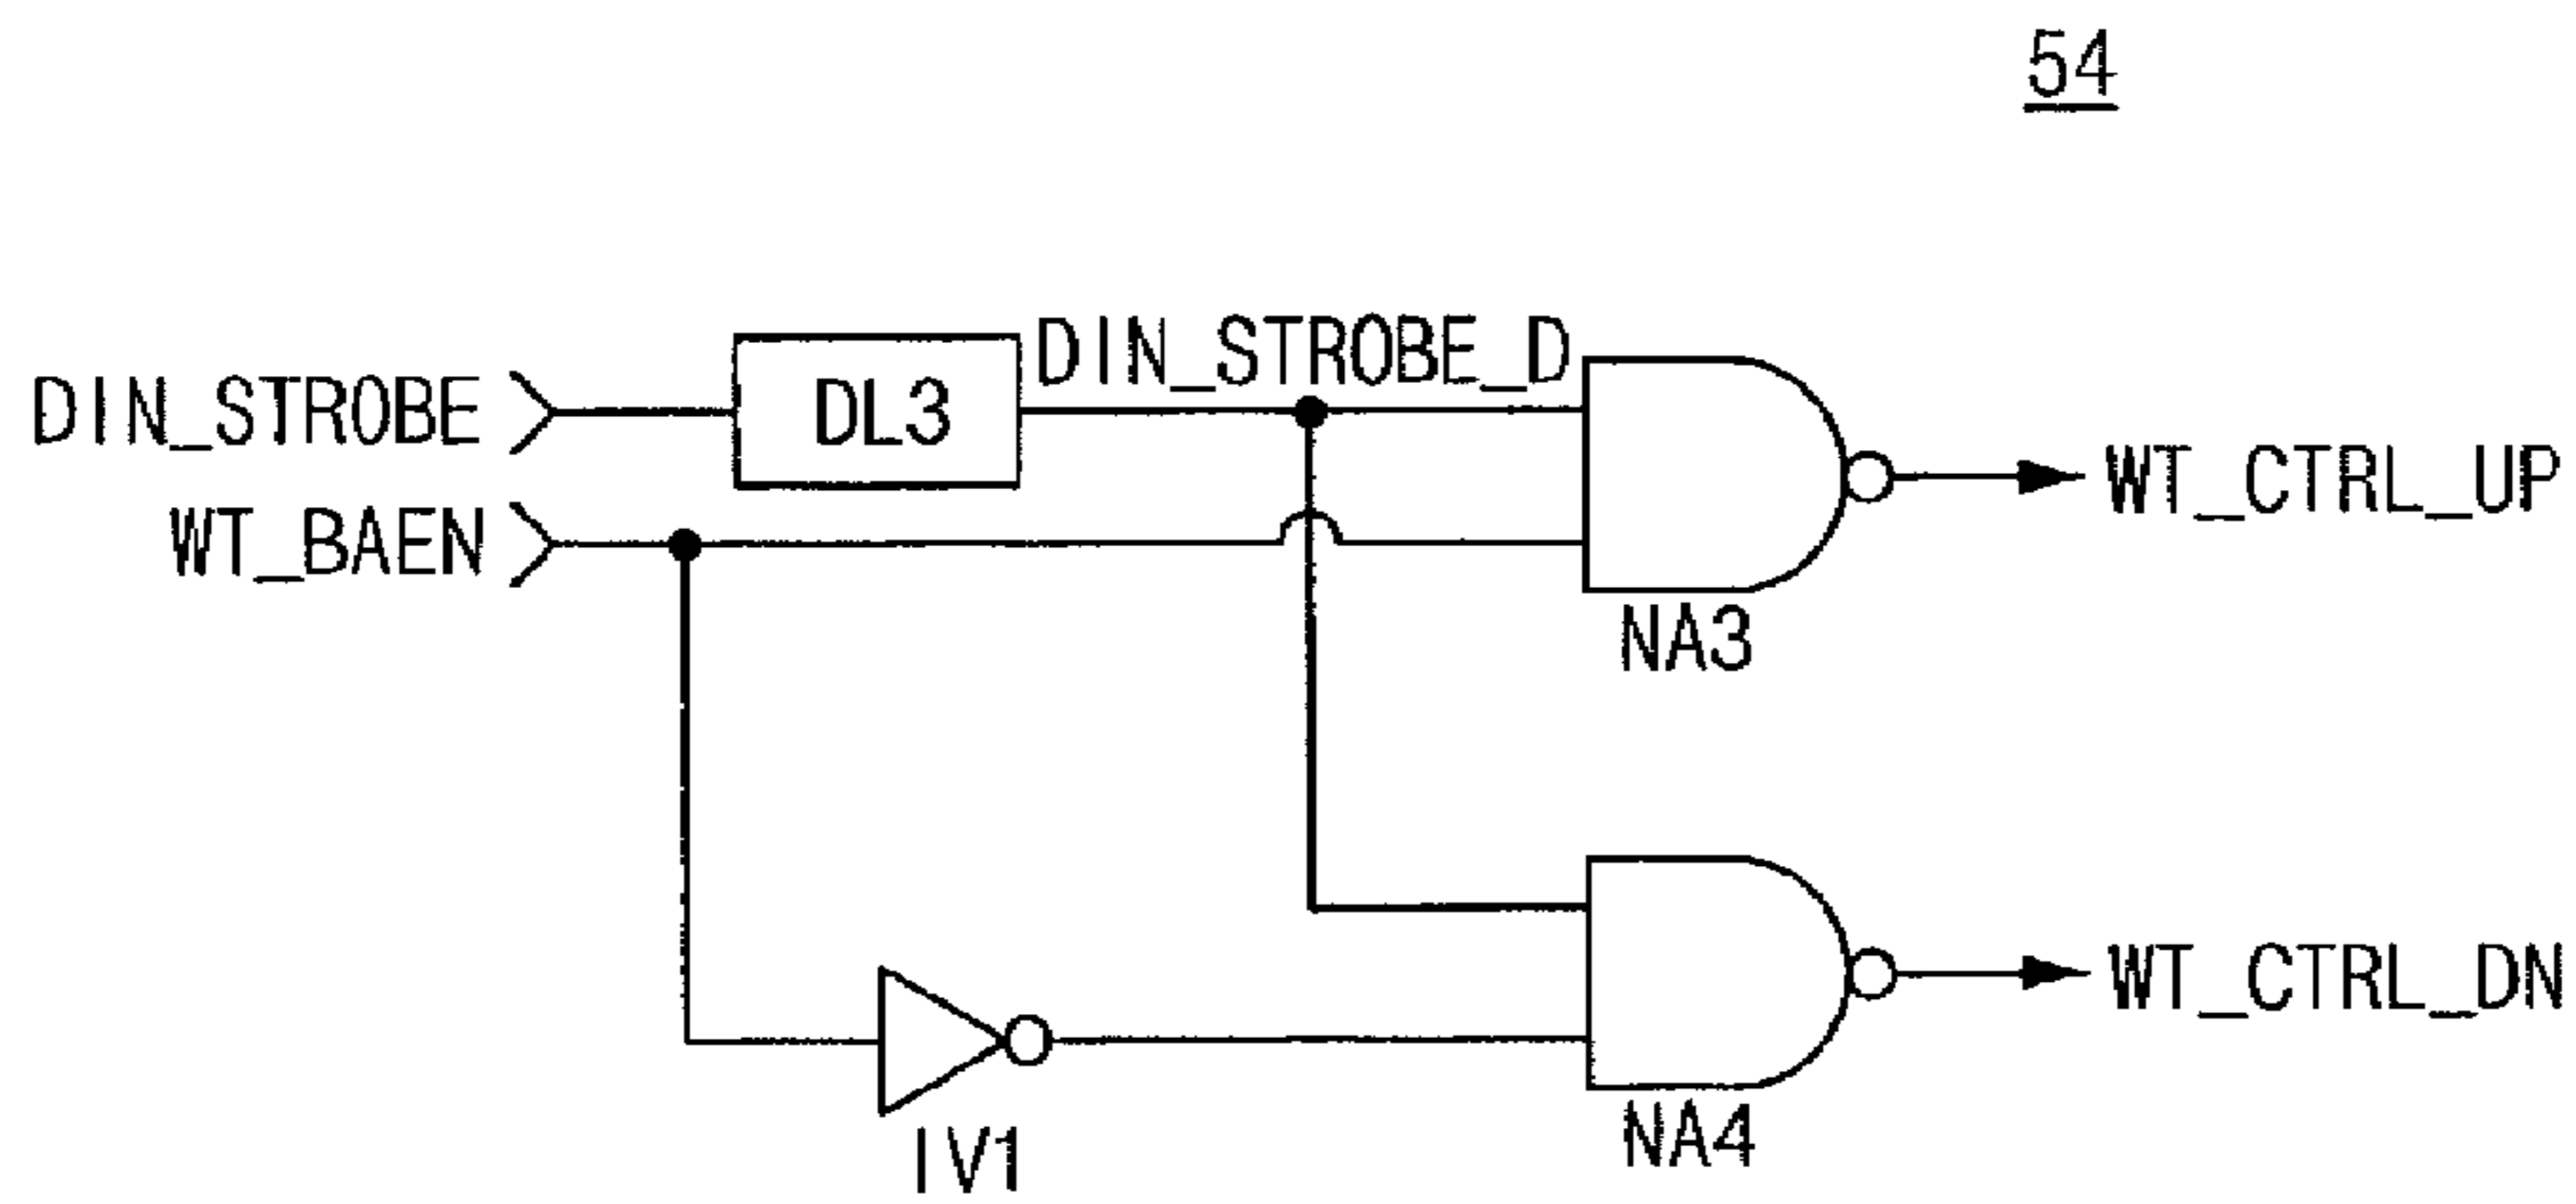 54
DIN_STROBE
DL3
DIN_STROBE_D
WT_BAEN
NA3
WT_CTRL_UP
IV1
NA4
WT_CTRL_DN